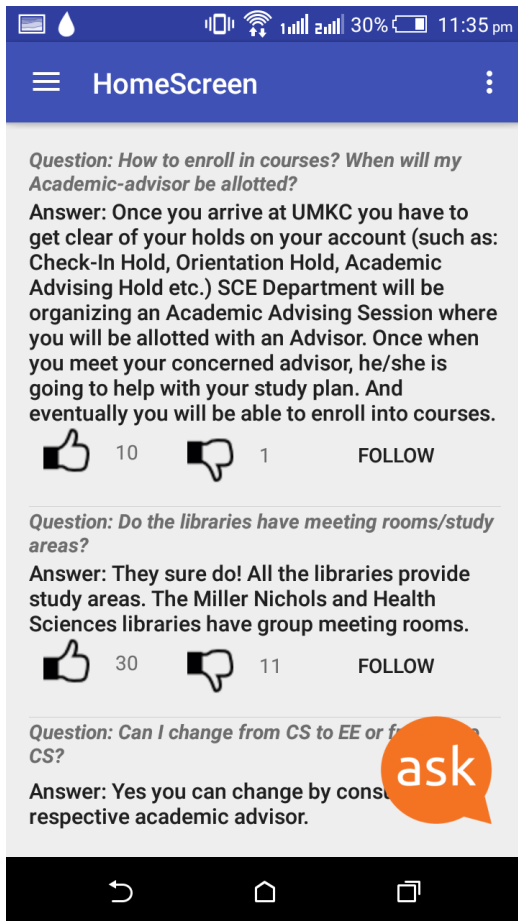 30% 11:35 pm
HomeScreen
Question: How to enroll in courses? When will my
Academic-advisor be allotted?
Answer: Once you arrive at UMKC you have to
get clear of your holds on your account (such as:
Check-In Hold, Orientation Hold, Academic
Advising Hold etc.) SCE Department will be
organizing an Academic Advising Session where
you will be allotted with an Advisor. Once when
you meet your concerned advisor, he/she is
going to help with your study plan. And
eventually you will be able to enroll into courses.
10 1 FOLLOW
Question: Do the libraries have meeting rooms/study
areas?
Answer: They sure do! All the libraries provide
study areas. The Miller Nichols and Health
Sciences libraries have group meeting rooms.
30 11 FOLLOW
Question: Can I change from CS to EE or
CS?
ask
Answer: Yes you can change by
respective academic advisor.